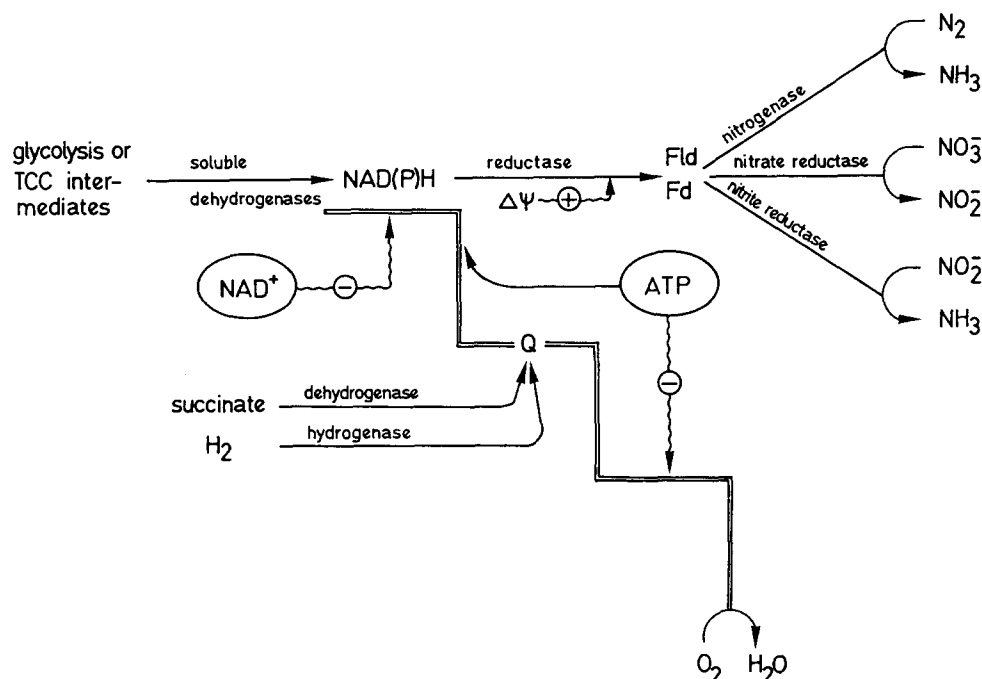 N2
NH3
nitrogenase
glycolysis or
TCC inter-
mediates
soluble
dehydrogenases
NAD(P)H
reductase
ΔΨ
+
Fld
Fd
nitrate reductase
NO3-
NO2-
nitrite reductase
NO2-
NH3
NAD+
-
ATP
-
Q
succinate
dehydrogenase
H2
hydrogenase
O2
H2O